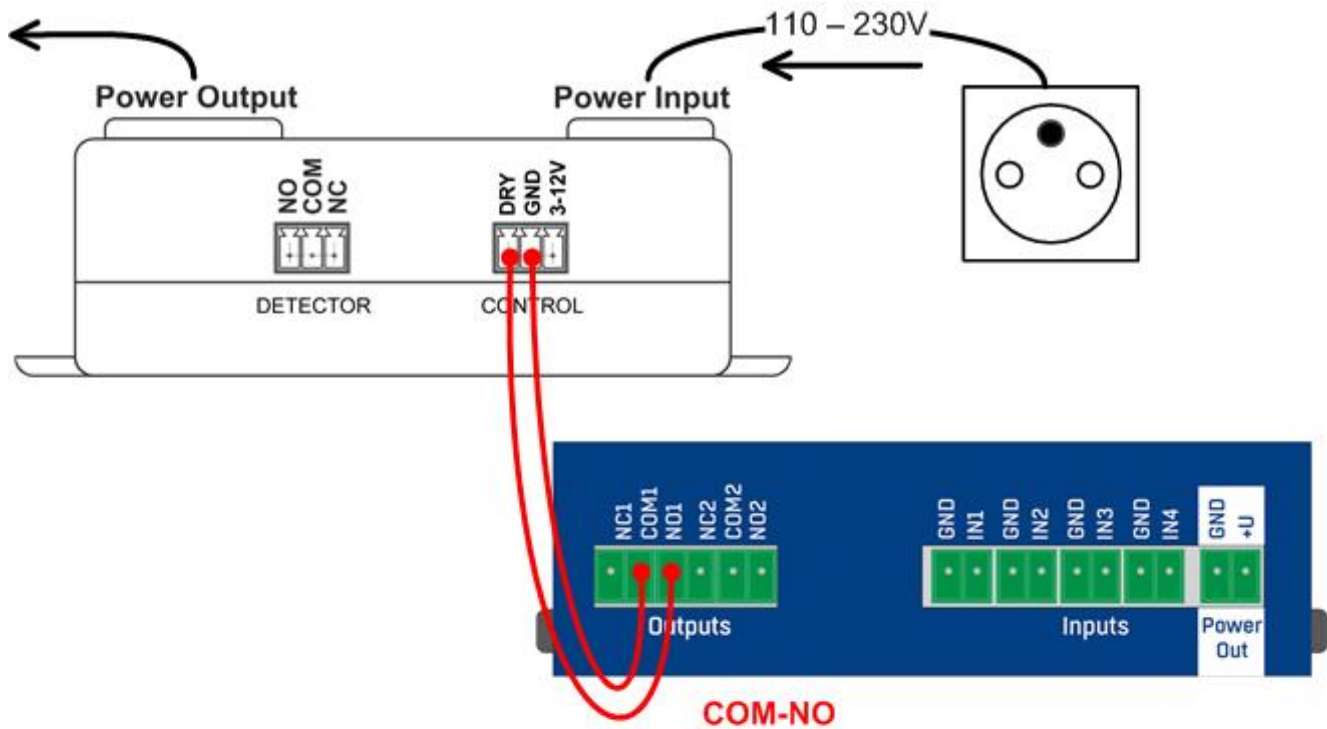 110 – 230V
Power Output
Power Input
NO
COM
NC
DRY
GND
3-12V
DETECTOR
CONTROL
NC1
COM1
NO1
NC2
COM2
NO2
GND
IN1
GND
IN2
GND
IN3
GND
IN4
GND
+U
Outputs
Inputs
Power
Out
COM-NO